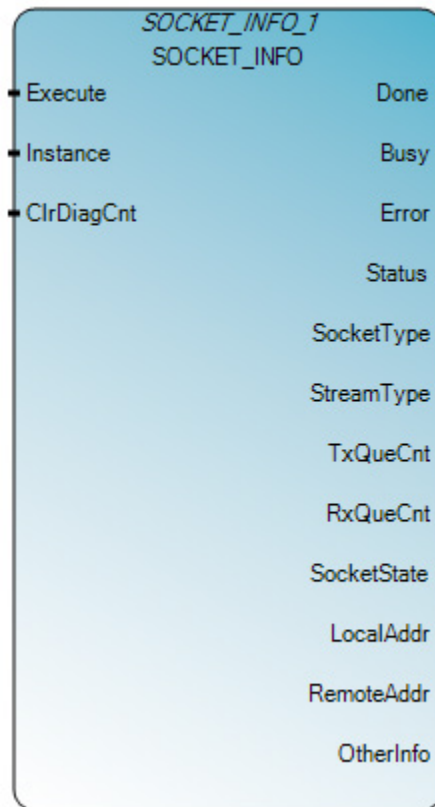 SOCKET_INFO_1
SOCKET_INFO
Execute Done
Instance Busy
ClrDiagCnt Error
Status
SocketType
StreamType
TxQueCnt
RxQueCnt
SocketState
LocalAddr
RemoteAddr
OtherInfo